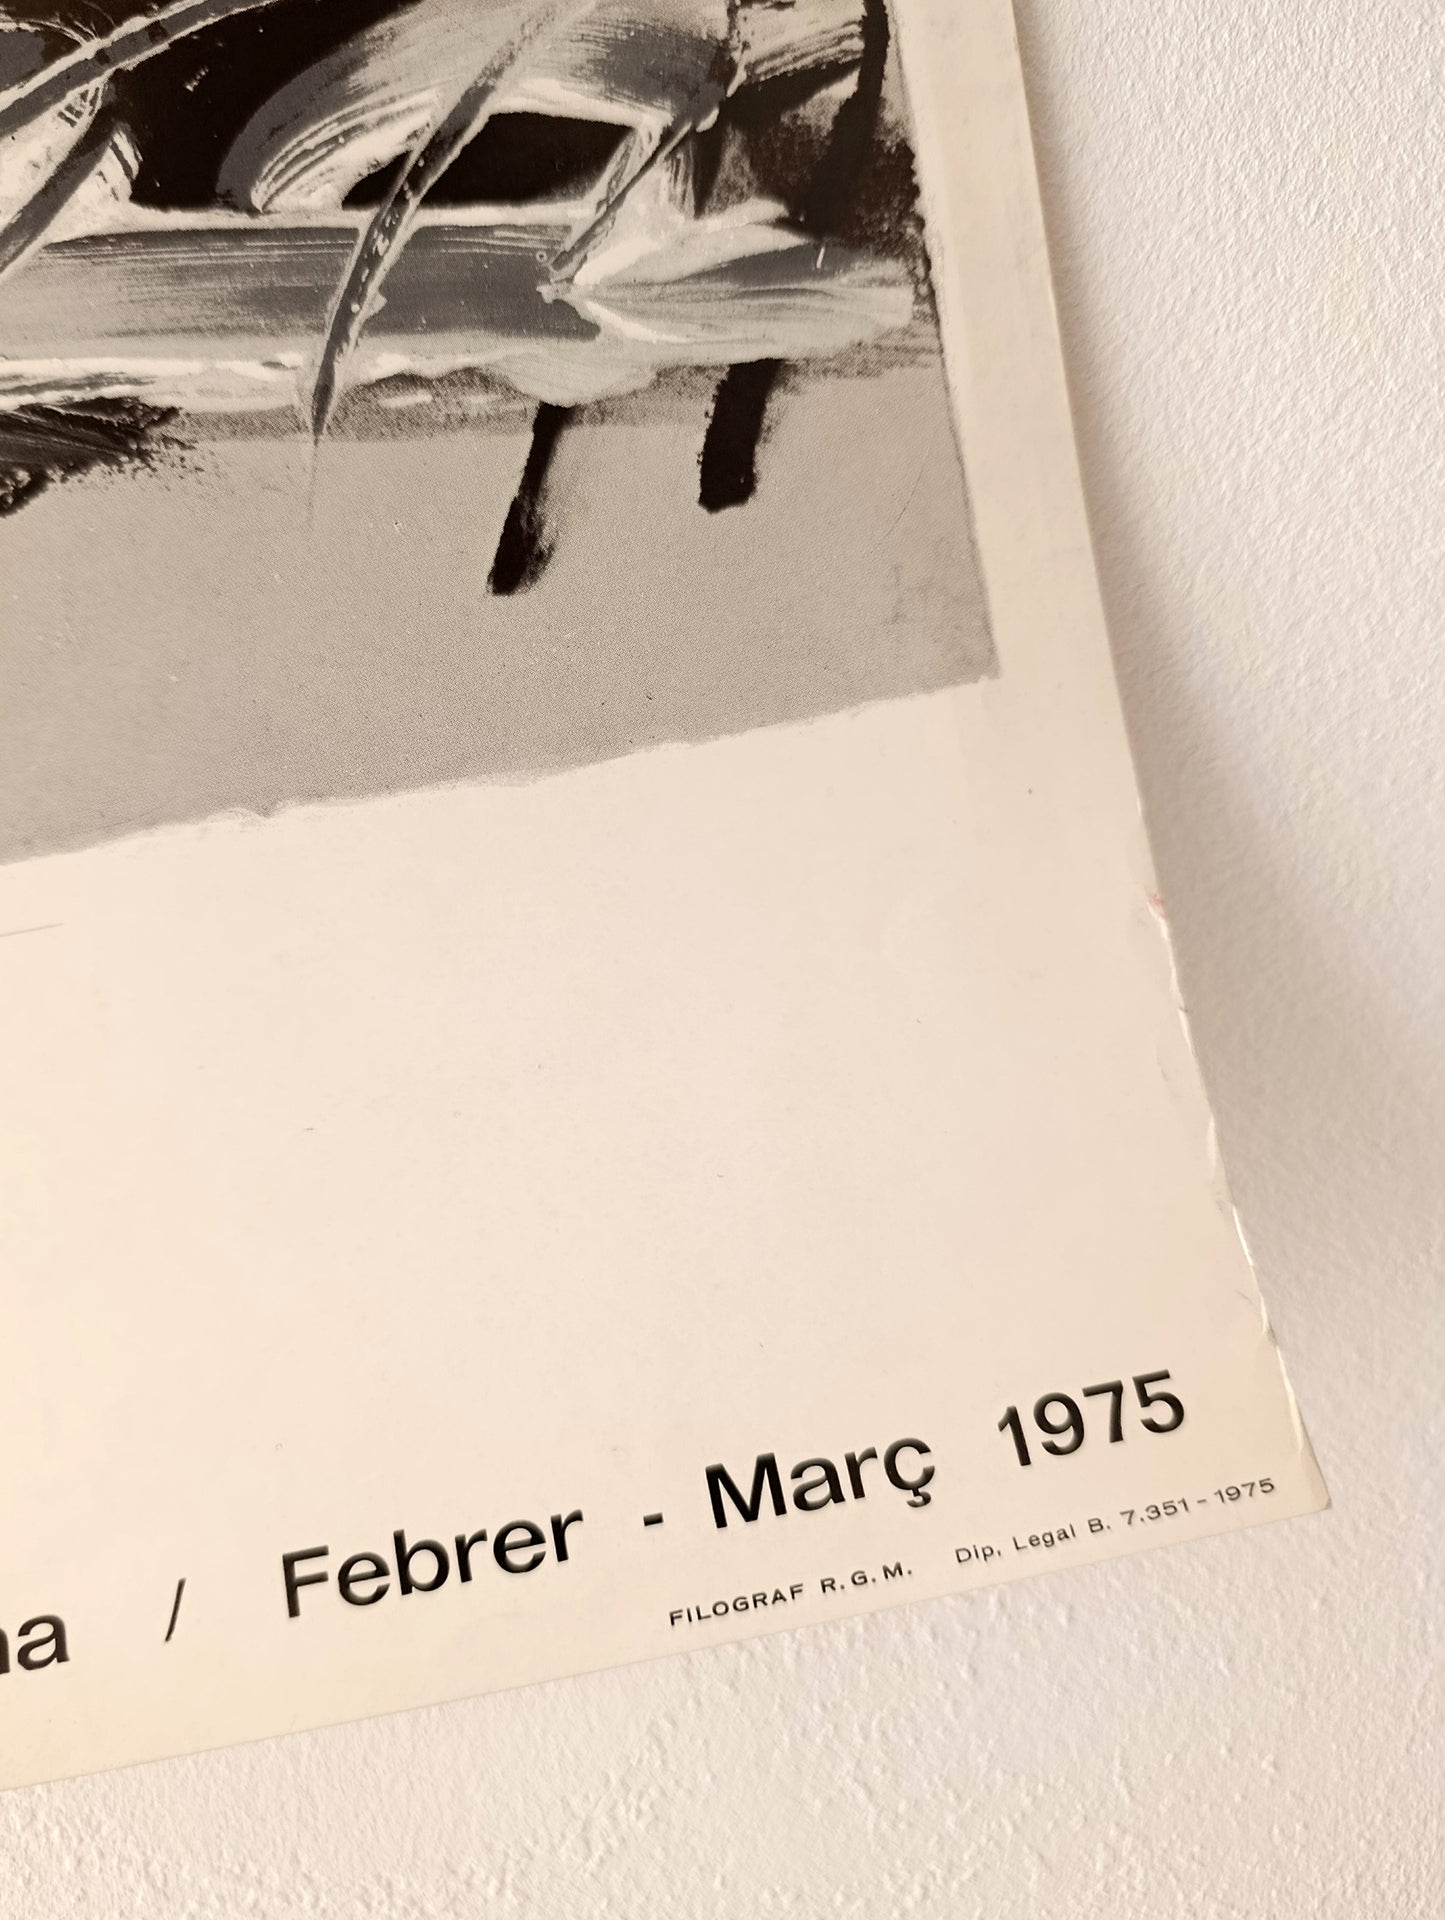 na / Febrer - Març 1975
FILOGRAF R.G.M. Dip, Legal B. 7.351-1975